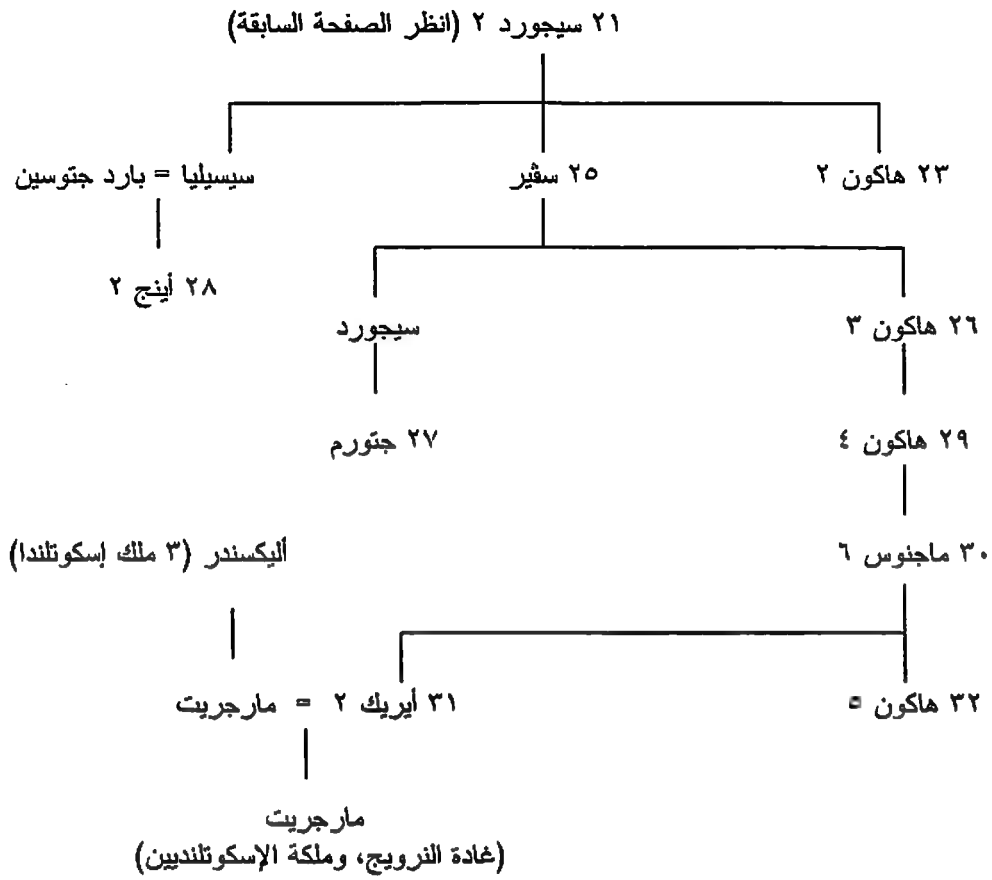 ٢١ سيجورد ٢ (انظر الصفحة السابقة)
٢٣ هاكون ٢
٢٥ سڤير
سيسيليا = بارد جتوسين
٢٨ أينج ٢
٢٦ هاكون ٣
سيجورد
٢٩ هاكون ٤
٢٧ جتورم
٣٠ ماجنوس ٦
أليكسندر (٣ ملك إسكوتلندا)
٣٢ هاكون ٥
٣١ أيريك ٢ = مارجريت
مارجريت
(غادة النرويج، وملكة الإسكوتلنديين)